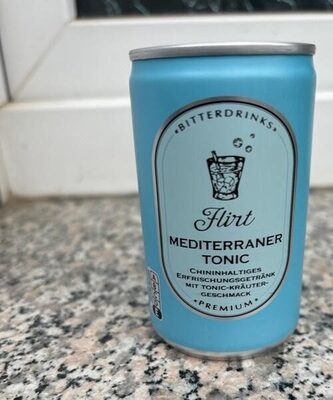 •BITTERDRINKS•
Flirt
MEDITERRANER
TONIC
CHININHALTIGES
ERFRISCHUNGSGETRÄNK
MIT TONIC-KRÄUTER-
GESCHMACK
•PREMIUM•